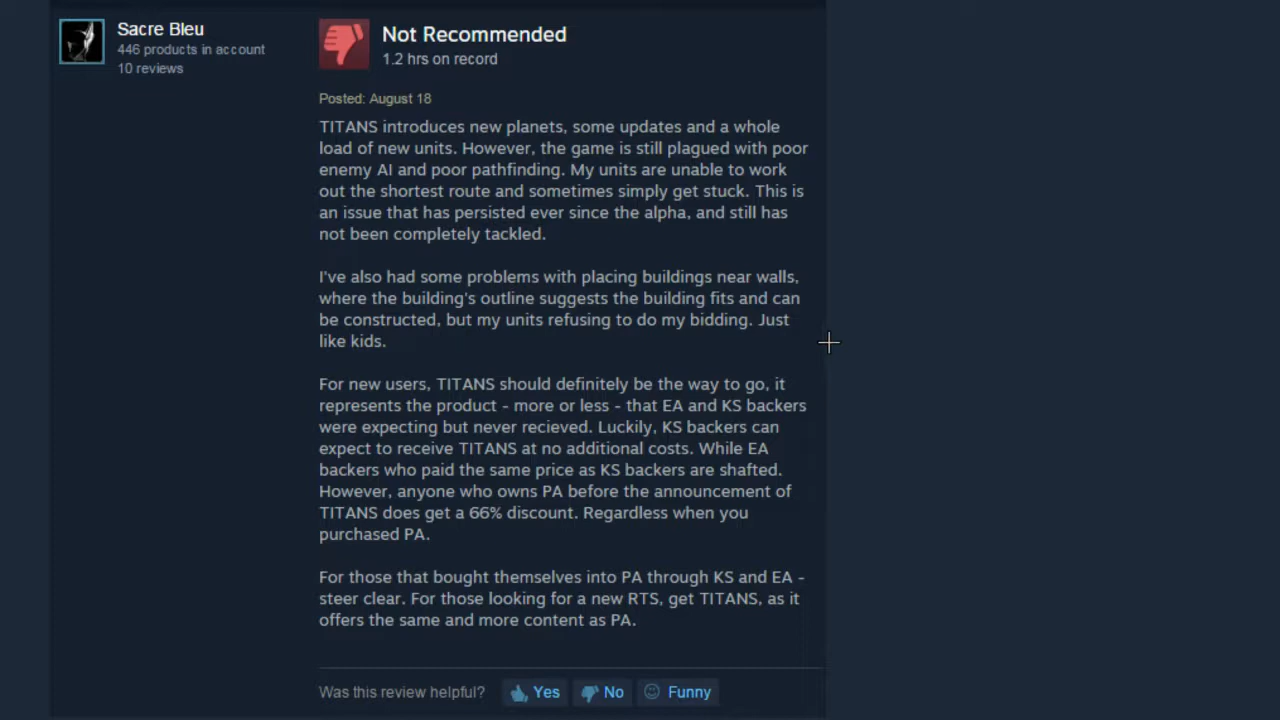 Sacre Bleu
446 products in account
10 reviews
Not Recommended
1.2 hrs on record
Posted: August 18
TITANS introduces new planets, some updates and a whole
load of new units. However, the game is still plagued with poor
enemy AI and poor pathfinding. My units are unable to work
out the shortest route and sometimes simply get stuck. This is
an issue that has persisted ever since the alpha, and still has
not been completely tackled.
I've also had some problems with placing buildings near walls,
where the building's outline suggests the building fits and can
be constructed, but my units refusing to do my bidding. Just
like kids.
For new users, TITANS should definitely be the way to go, it
represents the product - more or less - that EA and KS backers
were expecting but never recieved. Luckily, KS backers can
expect to receive TITANS at no additional costs. While EA
backers who paid the same price as KS backers are shafted.
However, anyone who owns PA before the announcement of
TITANS does get a 66% discount. Regardless when you
purchased PA.
For those that bought themselves into PA through KS and EA -
steer clear. For those looking for a new RTS, get TITANS, as it
offers the same and more content as PA.
Was this review helpful?
Yes
No
Funny